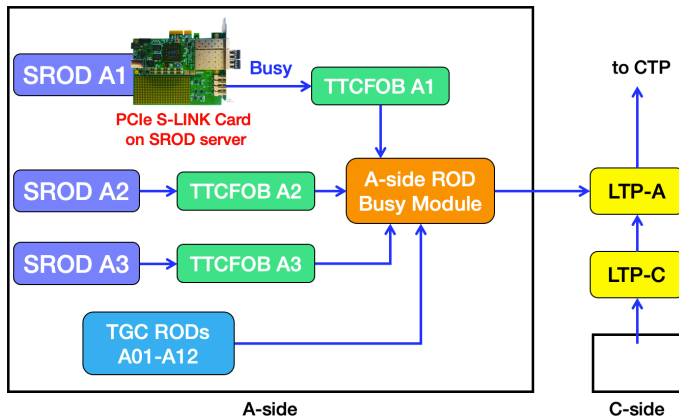 SROD A1
Busy
TTCFOB A1
to CTP
PCIe S-LINK Card
on SROD server
SROD A2
TTCFOB A2
A-side ROD
Busy Module
LTP-A
SROD A3
TTCFOB A3
LTP-C
TGC RODs
A01-A12
A-side
C-side